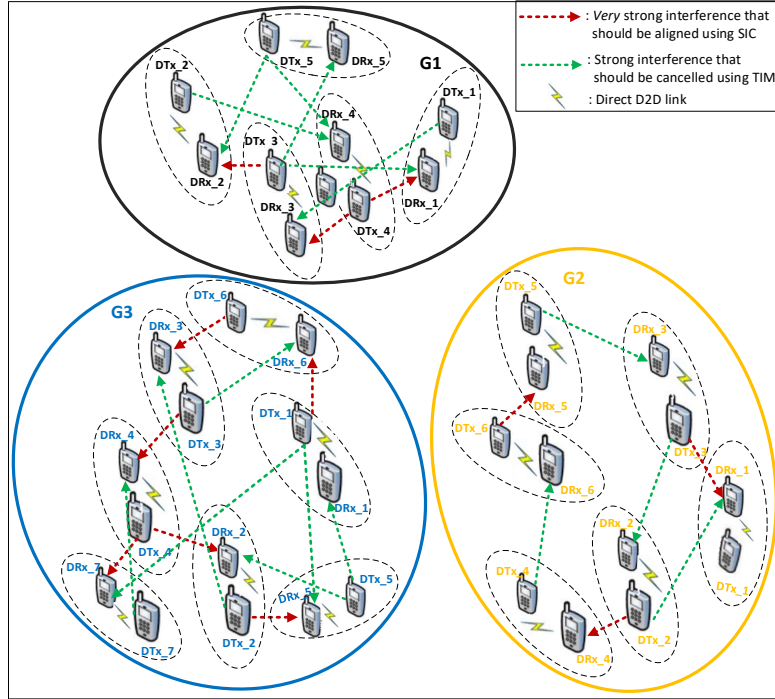 : Very strong interference that
should be aligned using SIC
: Strong interference that
should be cancelled using TIM
: Direct D2D link
G1
DTx_5
DRx_5
DTx_2
DTx_1
DRx_4
DTx_3
DRx_2
DRx_1
DRx_3
DTx_4
G3
DTx_6
DRx_3
DRx_6
DTx_1
DTx_3
DRx_4
DRx_1
DRx_2
DTx_4
DRx_7
DTx_5
DRx_5
DTx_2
DTx_7
G2
DTx_5
DRx_3
DRx_5
DTx_6
DTx_3
DRx_1
DRx_6
DRx_2
DTx_4
DTx_1
DTx_2
DRx_4